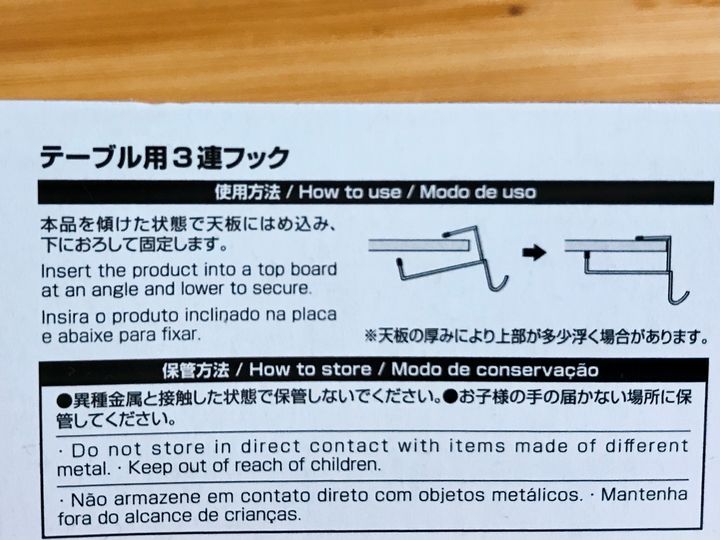 テーブル用3連フック
使用方法 / How to use / Modo de uso
本品を傾けた状態で天板にはめ込み、
下におろして固定します。
Insert the product into a top board
at an angle and lower to secure.
Insira o produto inclinado na placa
e abaixe para fixar.
※天板の厚みにより上部が多少浮く場合があります。
保管方法 / How to store / Modo de conservação
●異種金属と接触した状態で保管しないでください。●お子様の手の届かない場所に保
管してください。
· Do not store in direct contact with items made of different
metal. · Keep out of reach of children.
· Não armazene em contato direto com objetos metálicos. · Mantenha
fora do alcance de crianças.